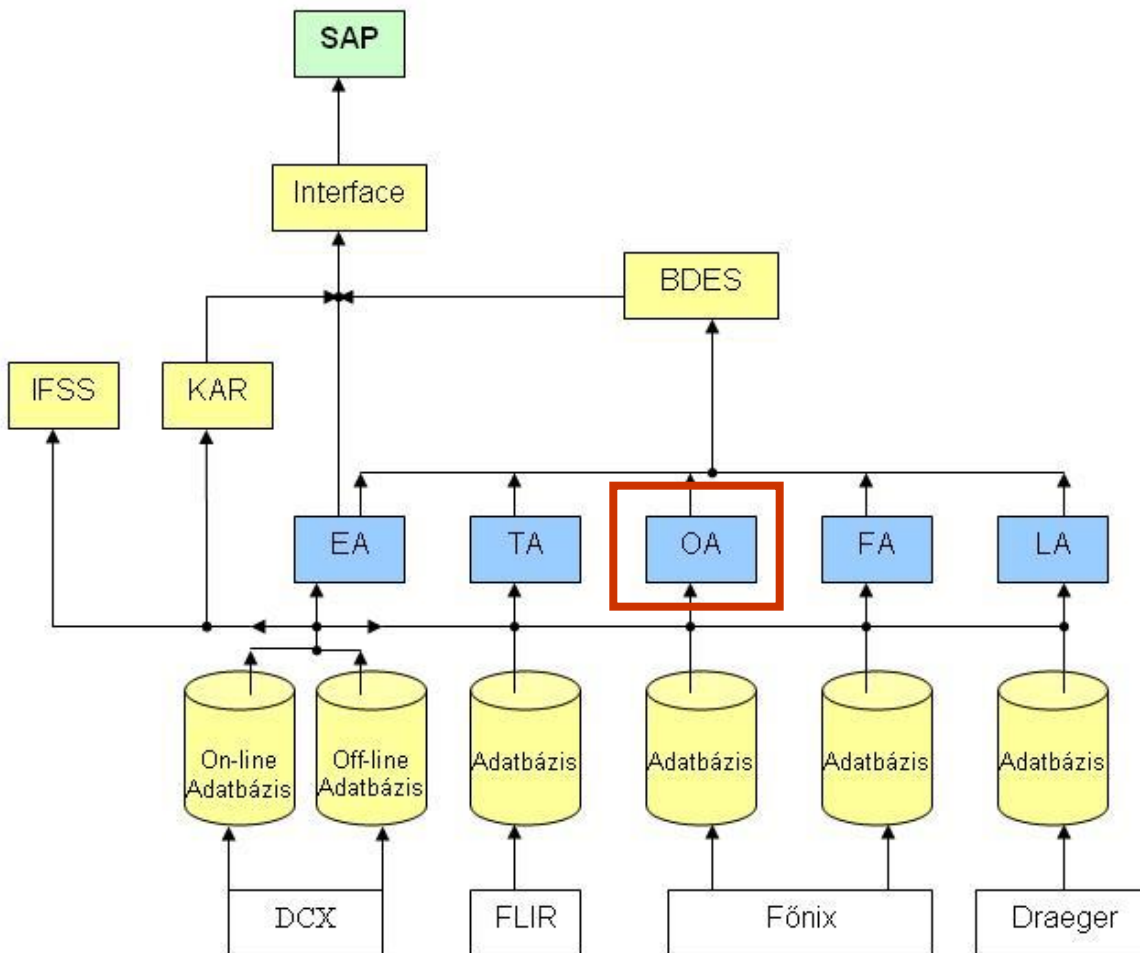 SAP
Interface
BDES
IFSS
KAR
EA
TA
OA
FA
LA
On-line
Adatbázis
Off-line
Adatbázis
Adatbázis
Adatbázis
Adatbázis
Adatbázis
DCX
FLIR
Főnix
Draeger